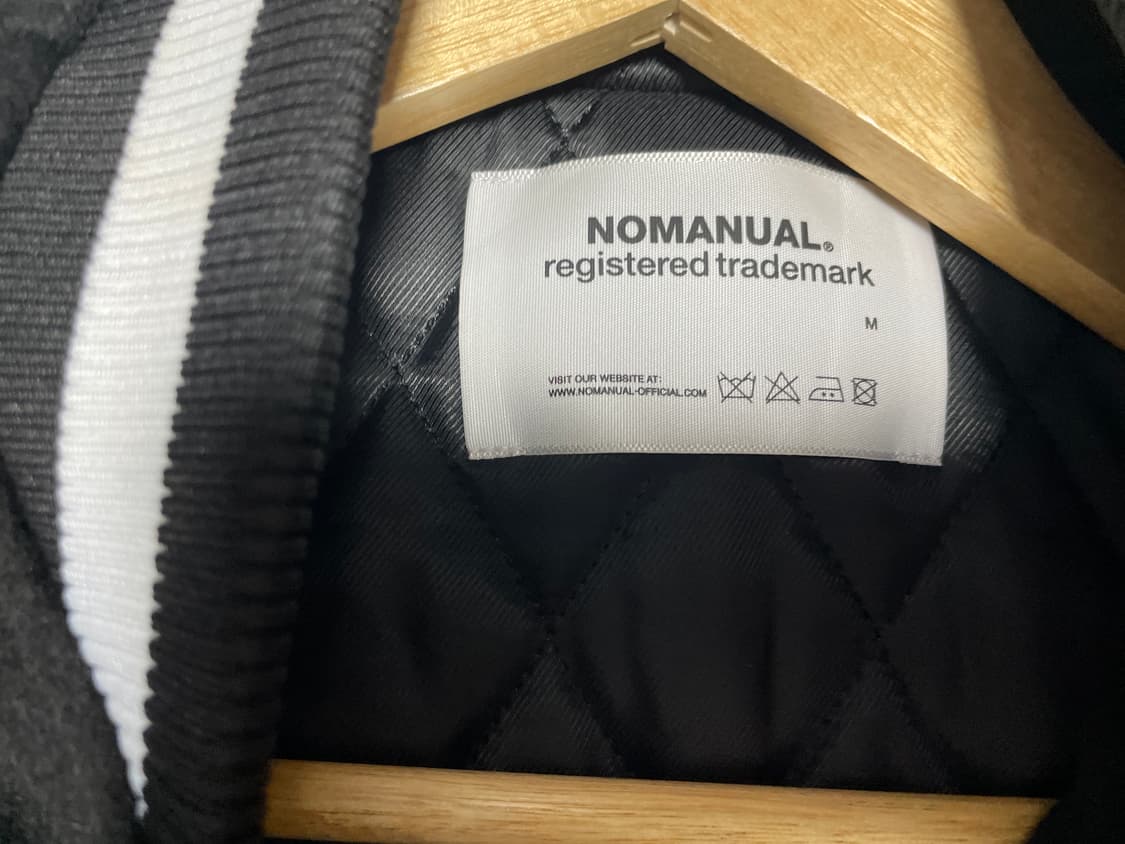 NOMANUAL®
registered trademark
M
VISIT OUR WEBSITE AT:
WWW.NOMANUAL-OFFICIAL.COM